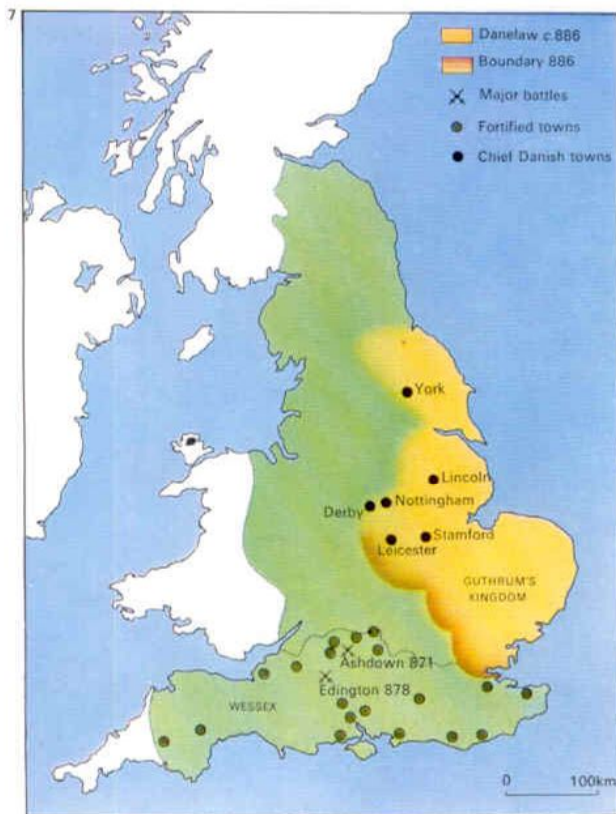 7
Danelaw c.886
Boundary 886
Major battles
Fortified towns
Chief Danish towns
York
Lincoln
Nottingham
Derby
Stamford
Leicester
GUTHRUM'S
KINGDOM
Ashdown 871
Edington 878
WESSEX
0 100km